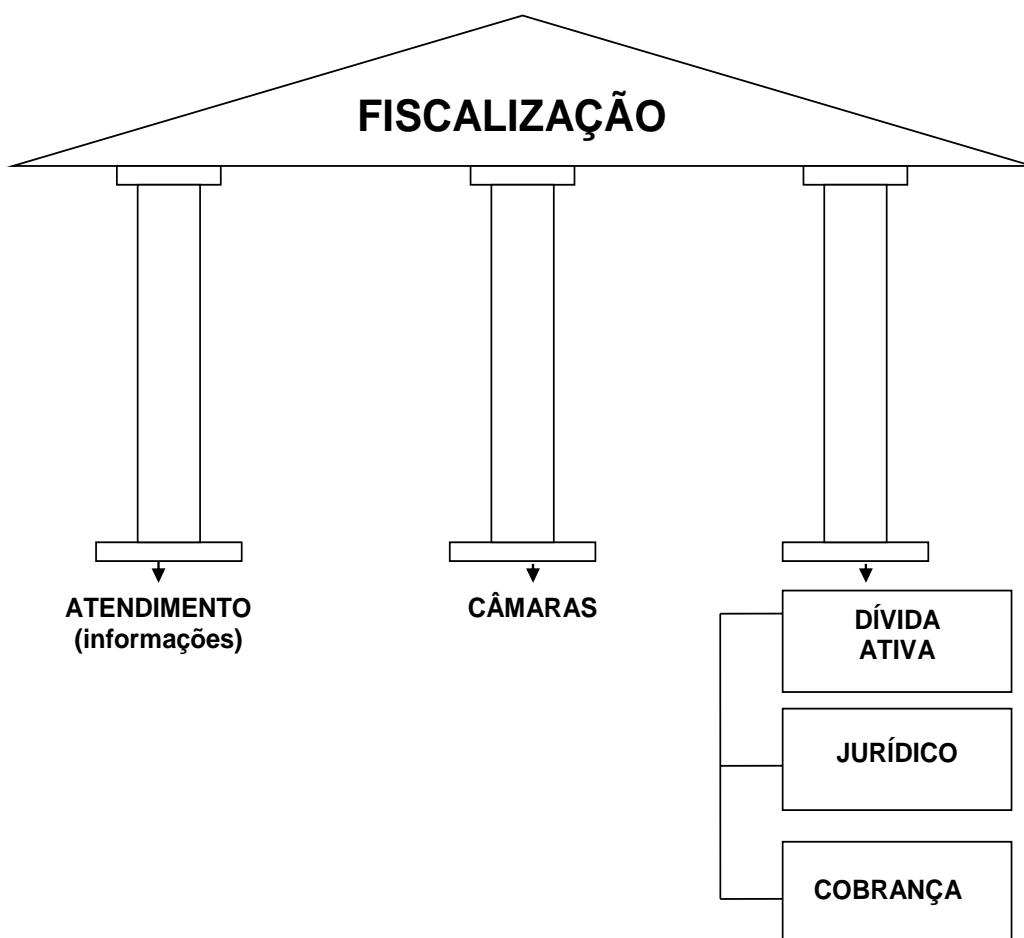 FISCALIZAÇÃO
ATENDIMENTO
(informações)
CÂMARAS
DÍVIDA
ATIVA
JURÍDICO
COBRANÇA